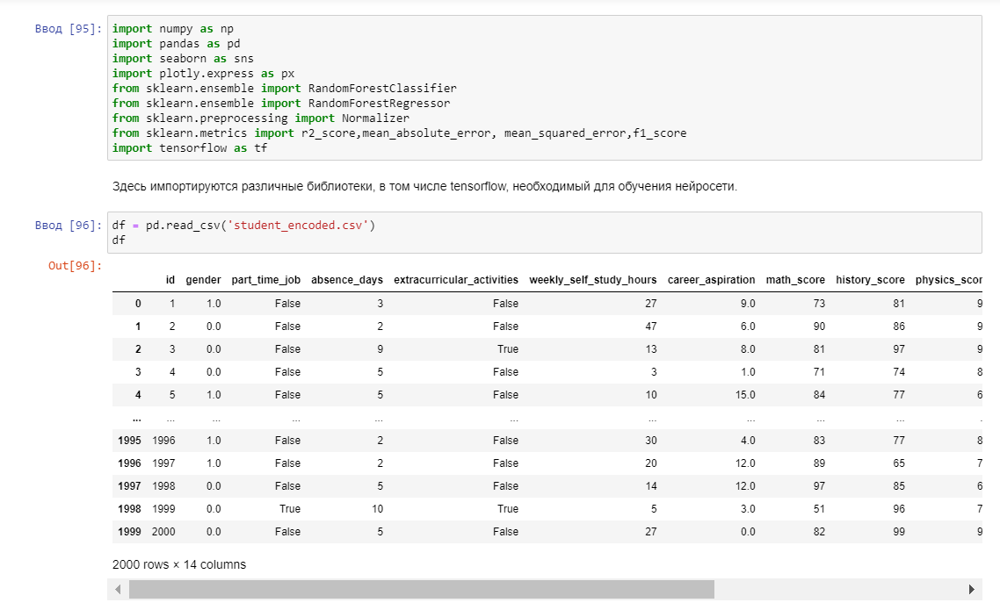 Ввод [95]: import numpy as np
import pandas as pd
import seaborn as sns
import plotly.express as px
from sklearn.ensemble import RandomForestClassifier
from sklearn.ensemble import RandomForestRegressor
from sklearn.preprocessing import Normalizer
from sklearn.metrics import r2_score,mean_absolute_error, mean_squared_error,f1_score
import tensorflow as tf
Здесь импортируются различные библиотеки, в том числе tensorflow, необходимый для обучения нейросети.
Ввод [96]: df = pd.read_csv('student_encoded.csv')
df
Out[96]:
id gender part_time_job absence_days extracurricular_activities weekly_self_study_hours career_aspiration math_score history_score physics_scor
0 1 1.0 False 3 False 27 9.0 73 81 9
1 2 0.0 False 2 False 47 6.0 90 86 9
2 3 0.0 False 9 True 13 8.0 81 97 9
3 4 0.0 False 5 False 3 1.0 71 74 8
4 5 1.0 False 5 False 10 15.0 84 77 6
... ... ... ... ... ... ... ... ... ... .
1995 1996 1.0 False 2 False 30 4.0 83 77 8
1996 1997 1.0 False 2 False 20 12.0 89 65 7
1997 1998 0.0 False 5 False 14 12.0 97 85 6
1998 1999 0.0 True 10 True 5 3.0 51 96 7
1999 2000 0.0 False 5 False 27 0.0 82 99 9
2000 rows × 14 columns